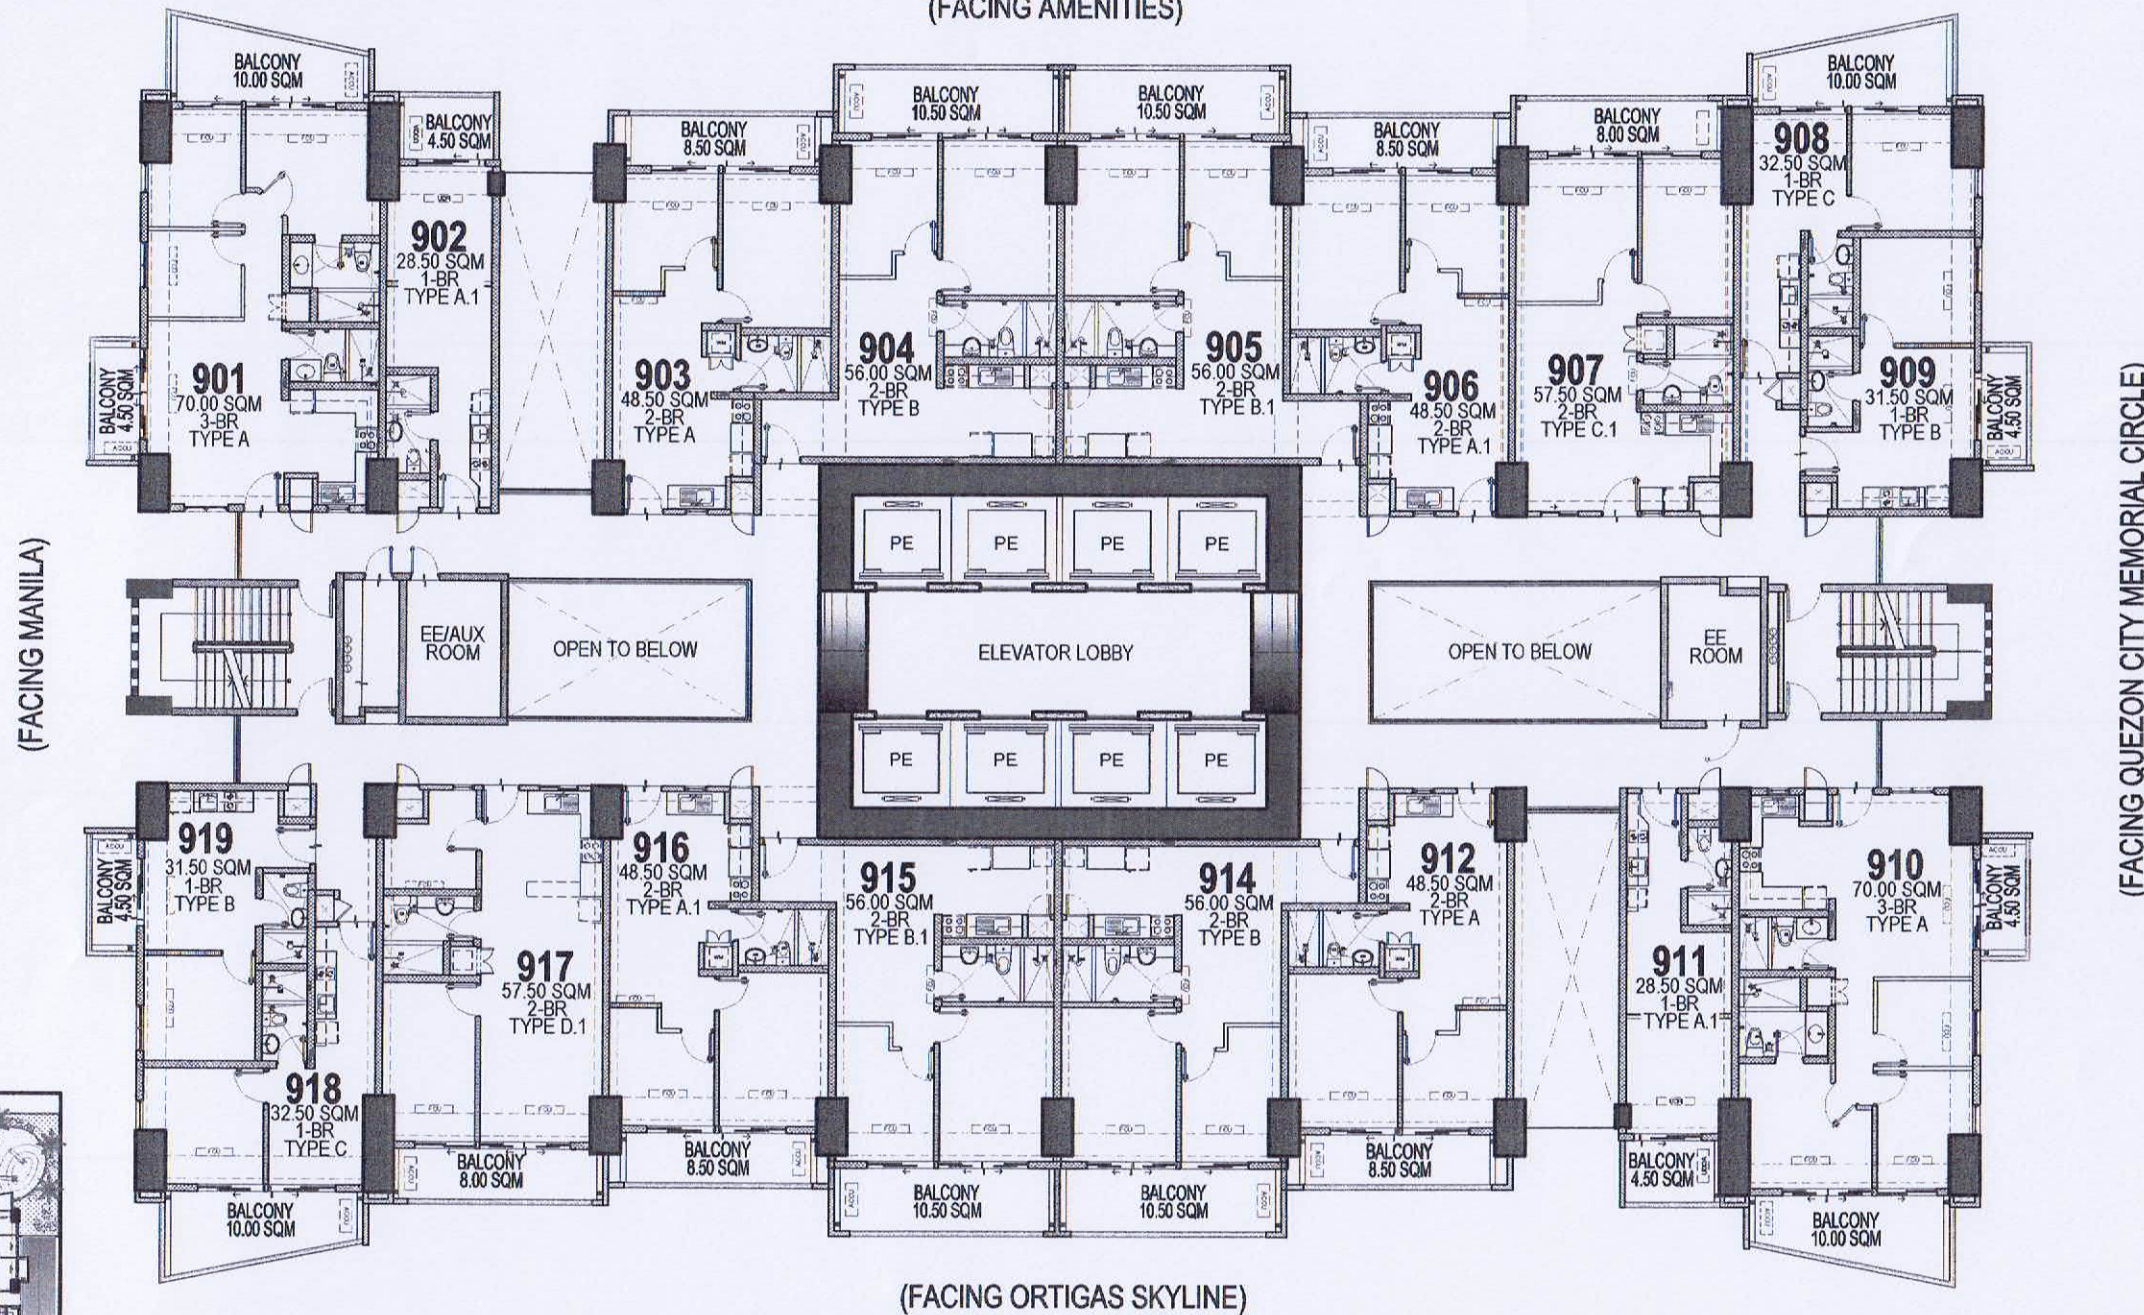 (FACING AMENITIES)
BALCONY
10.00 SQM
BALCONY
4.50 SQM
BALCONY
8.50 SQM
BALCONY
10.50 SQM
BALCONY
10.50 SQM
BALCONY
8.50 SQM
BALCONY
8.00 SQM
BALCONY
10.00 SQM
901
70.00 SQM
3-BR
TYPE A
BALCONY
4.50 SQM
902
28.50 SQM
1-BR
TYPE A.1
903
48.50 SQM
2-BR
TYPE A
904
56.00 SQM
2-BR
TYPE B
905
56.00 SQM
2-BR
TYPE B.1
906
48.50 SQM
2-BR
TYPE A.1
907
57.50 SQM
2-BR
TYPE C.1
908
32.50 SQM
1-BR
TYPE C
909
31.50 SQM
1-BR
TYPE B
BALCONY
4.50 SQM
(FACING MANILA)
(FACING QUEZON CITY MEMORIAL CIRCLE)
PE
PE
PE
PE
EE/AUX
ROOM
OPEN TO BELOW
ELEVATOR LOBBY
OPEN TO BELOW
EE
ROOM
PE
PE
PE
PE
919
31.50 SQM
1-BR
TYPE B
BALCONY
4.50 SQM
918
32.50 SQM
1-BR
TYPE C
917
57.50 SQM
2-BR
TYPE D.1
916
48.50 SQM
2-BR
TYPE A.1
915
56.00 SQM
2-BR
TYPE B.1
914
56.00 SQM
2-BR
TYPE B
912
48.50 SQM
2-BR
TYPE A
911
28.50 SQM
1-BR
TYPE A.1
910
70.00 SQM
3-BR
TYPE A
BALCONY
4.50 SQM
BALCONY
10.00 SQM
BALCONY
8.00 SQM
BALCONY
8.50 SQM
BALCONY
10.50 SQM
BALCONY
10.50 SQM
BALCONY
8.50 SQM
BALCONY
4.50 SQM
BALCONY
10.00 SQM
(FACING ORTIGAS SKYLINE)